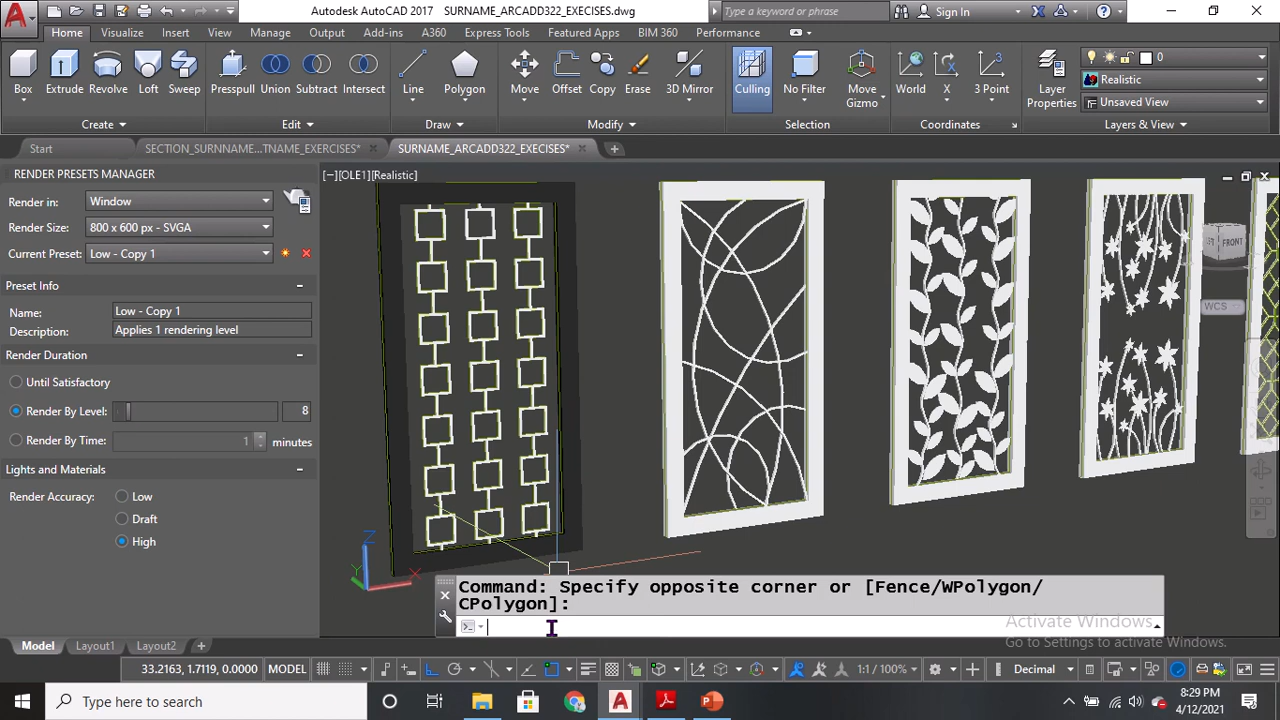 Autodesk AutoCAD 2017 SURNAME_ARCADD322_EXECISES.dwg
Type a keyword or phrase
Sign In
Home Visualize Insert View Manage Output Add-ins A360 Express Tools Featured Apps BIM 360 Performance
Box Extrude Revolve Loft Sweep
Create
Presspull Union Subtract Intersect
Edit
Line Polygon
Draw
Move Offset Copy Erase 3D Mirror
Modify
Culling No Filter Move Gizmo
Selection
World X 3 Point
Coordinates
Layer Properties
0
Realistic
Unsaved View
Layers & View
Start SECTION_SURNNAME...TNAME_EXERCISES* SURNAME_ARCADD322_EXECISES*
RENDER PRESETS MANAGER
Render in: Window
Render Size: 800 x 600 px - SVGA
Current Preset: Low - Copy 1
Preset Info
Name: Low - Copy 1
Description: Applies 1 rendering level
Render Duration
Until Satisfactory
Render By Level: 8
Render By Time: 1 minutes
Lights and Materials
Render Accuracy: Low
Draft
High
[−][OLE1][Realistic]
FRONT
WCS
Z
Y X
Command: Specify opposite corner or [Fence/WPolygon/
CPolygon]:
Activate Windows
Go to Settings to activate Windows.
Model Layout1 Layout2
33.2163, 1.7119, 0.0000 MODEL
1:1 / 100%
Decimal
Type here to search
8:29 PM
4/12/2021